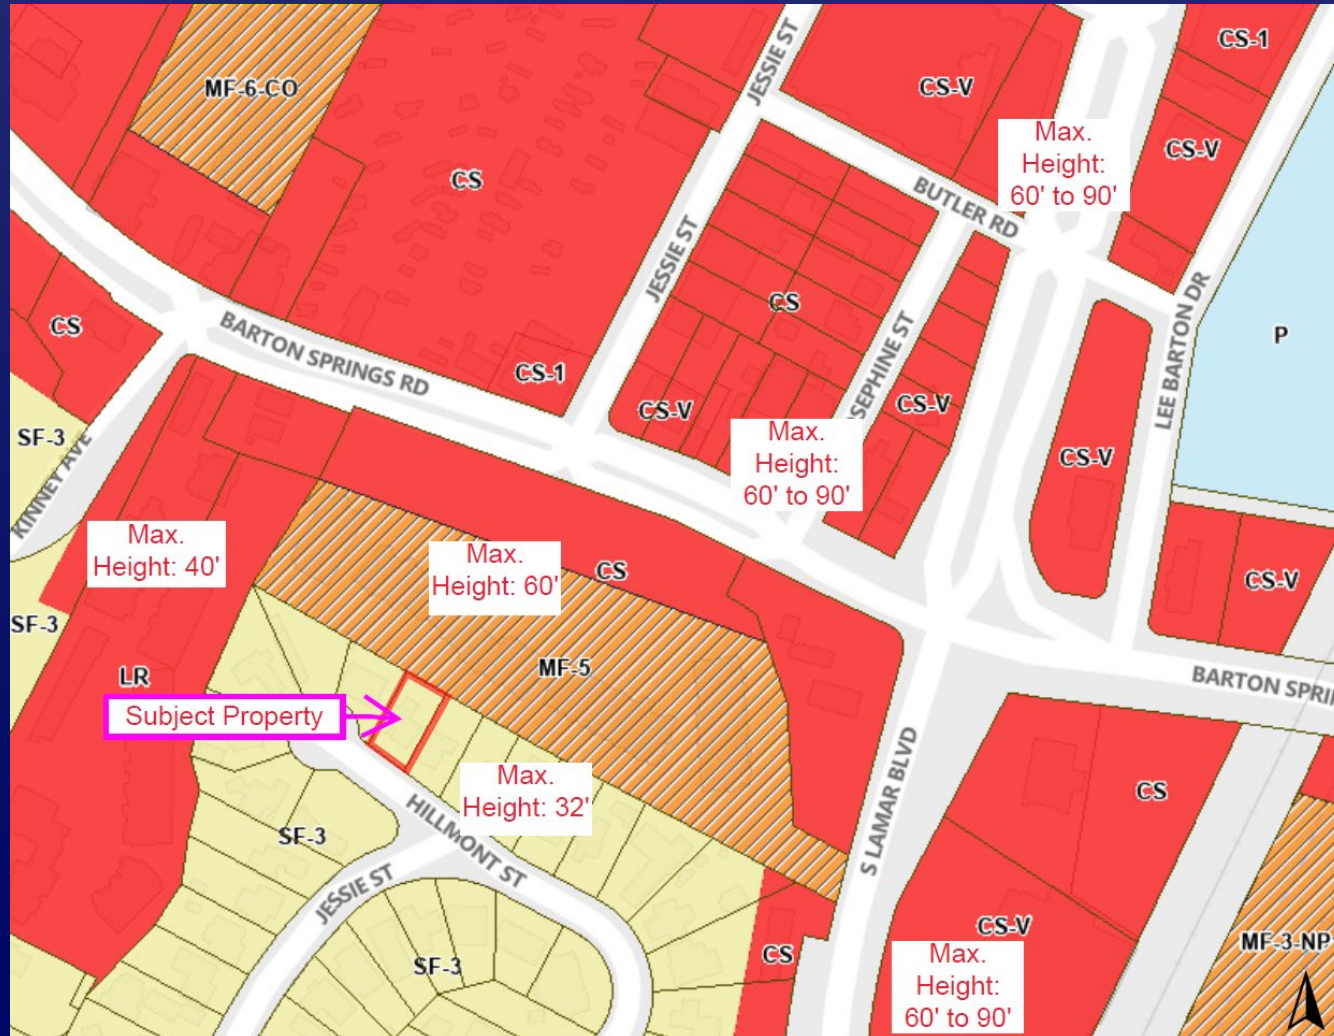 CS-1
MF-6-CO
CS-V
JESSIE ST
Max.
Height:
60' to 90'
CS-V
CS
BUTLER RD
JESSIE ST
LEE BARTON DR
CS
P
CS
BARTON SPRINGS RD
SEPHINE ST
CS-1
CS-V
CS-V
SF-3
KINNEY AVE
Max.
Height:
60' to 90'
CS-V
Max.
Height: 40'
Max.
Height: 60'
CS
CS-V
SF-3
LR
MF-5
BARTON SPRI
Subject Property
Max.
Height: 32'
HILLMONT ST
S LAMAR BLVD
CS
SF-3
JESSIE ST
CS-V
SF-3
CS
Max.
Height:
60' to 90'
MF-3-NP